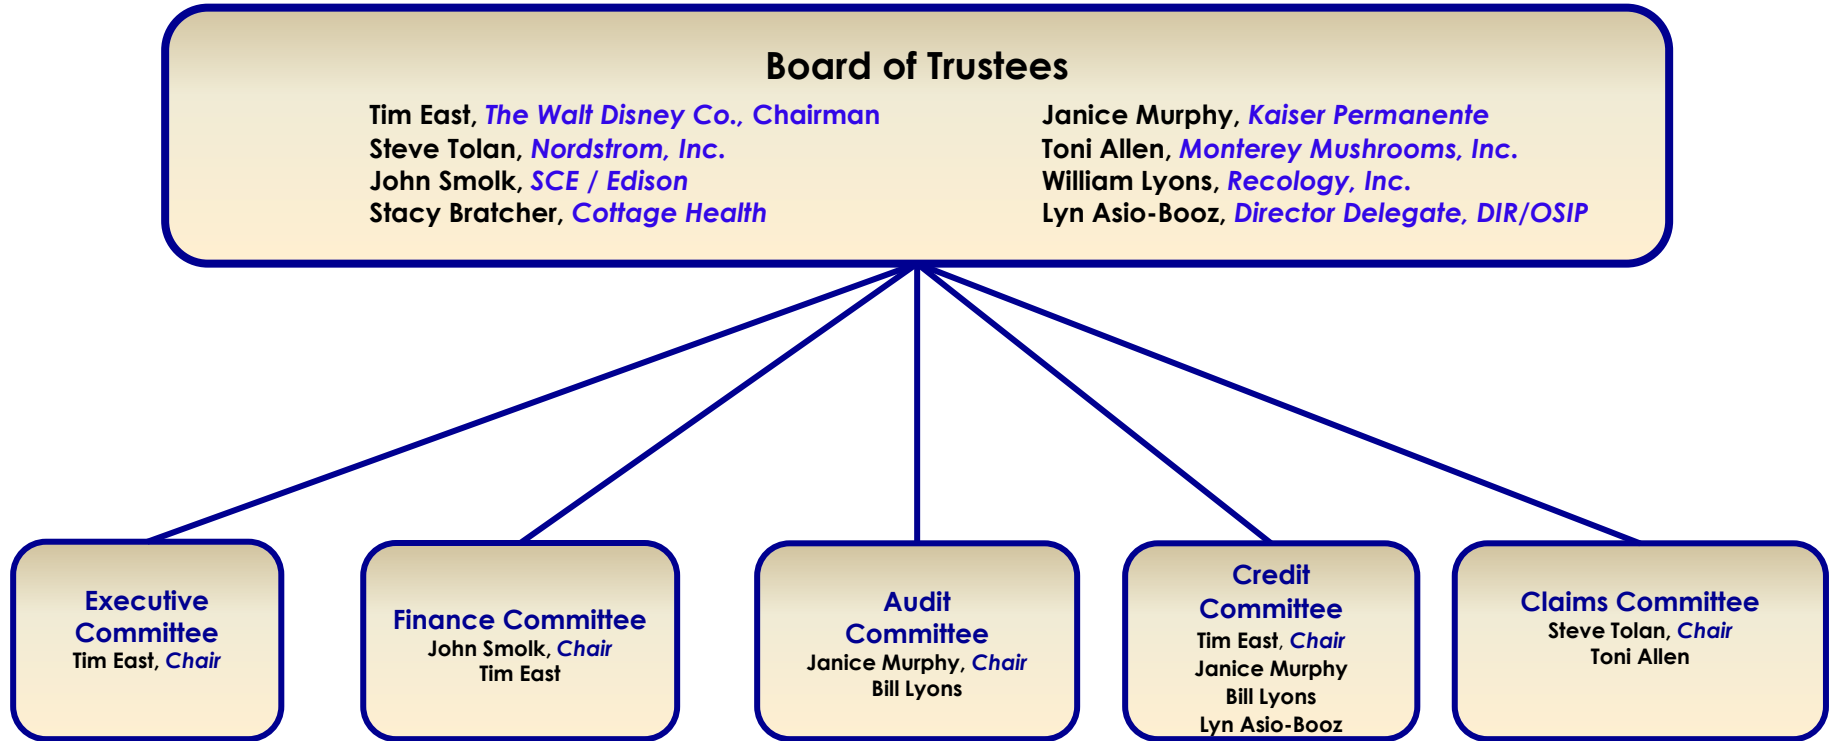 Board of Trustees
Tim East, The Walt Disney Co., Chairman
Steve Tolan, Nordstrom, Inc.
John Smolk, SCE / Edison
Stacy Bratcher, Cottage Health
Janice Murphy, Kaiser Permanente
Toni Allen, Monterey Mushrooms, Inc.
William Lyons, Recology, Inc.
Lyn Asio-Booz, Director Delegate, DIR/OSIP
Executive
Committee
Tim East, Chair
Finance Committee
John Smolk, Chair
Tim East
Audit
Committee
Janice Murphy, Chair
Bill Lyons
Credit
Committee
Tim East, Chair
Janice Murphy
Bill Lyons
Lyn Asio-Booz
Claims Committee
Steve Tolan, Chair
Toni Allen